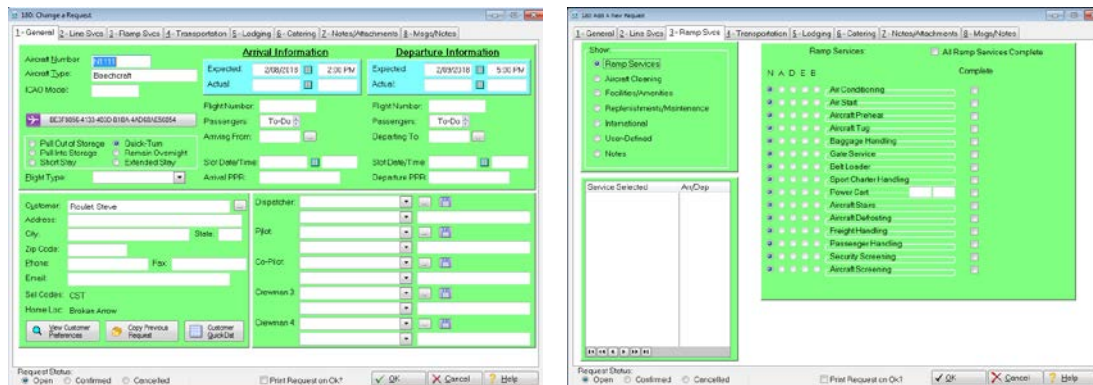 180: Change a Request
1 - General 2 - Line Svcs 3 - Ramp Svcs 4 - Transportation 5 - Lodging 6 - Catering 7 - Notes/Attachments 8 - Msgs/Notes
Arrival Information Departure Information
Aircraft Number: N1111
Aircraft Type: Beechcraft
ICAO Model:
Expected: 2/08/2018 2:00 PM Expected: 2/09/2018 5:00 PM
Actual: Actual:
Flight Number: Flight Number:
Passengers: To-Do Passengers: To-Do
Arriving From: Departing To:
Pull Out of Storage Quick-Turn
Pull Into Storage Remain Overnight
Short Stay Extended Stay
Slot Date/Time: Slot Date/Time:
Flight Type: Arrival PPR: Departure PPR:
Customer: Roulet Steve
Address:
City: State:
Zip Code:
Phone: Fax:
Email:
Sel Codes: CST
Home Loc: Broken Arrow
Dispatcher:
Pilot:
Co-Pilot:
Crewman 3:
Crewman 4:
View Customer Preferences
Copy Previous Request
Customer QuickList
Request Status:
Open Confirmed Cancelled Print Request on Ok? OK Cancel Help
180: Add A New Request
1 - General 2 - Line Svcs 3 - Ramp Svcs 4 - Transportation 5 - Lodging 6 - Catering 7 - Notes/Attachments 8 - Msgs/Notes
Show:
Ramp Services
Aircraft Cleaning
Facilities/Amenities
Replenishments/Maintenance
International
User-Defined
Notes
Service Selected Arr/Dep
Ramp Services: All Ramp Services Complete
N A D E B Complete
Air Conditioning
Air Start
Aircraft Preheat
Aircraft Tug
Baggage Handling
Gate Service
Belt Loader
Sport Charter Handling
Power Cart
Aircraft Stairs
Aircraft Defrosting
Freight Handling
Passenger Handling
Security Screening
Aircraft Screening
Request Status:
Open Confirmed Cancelled Print Request on Ok? OK Cancel Help